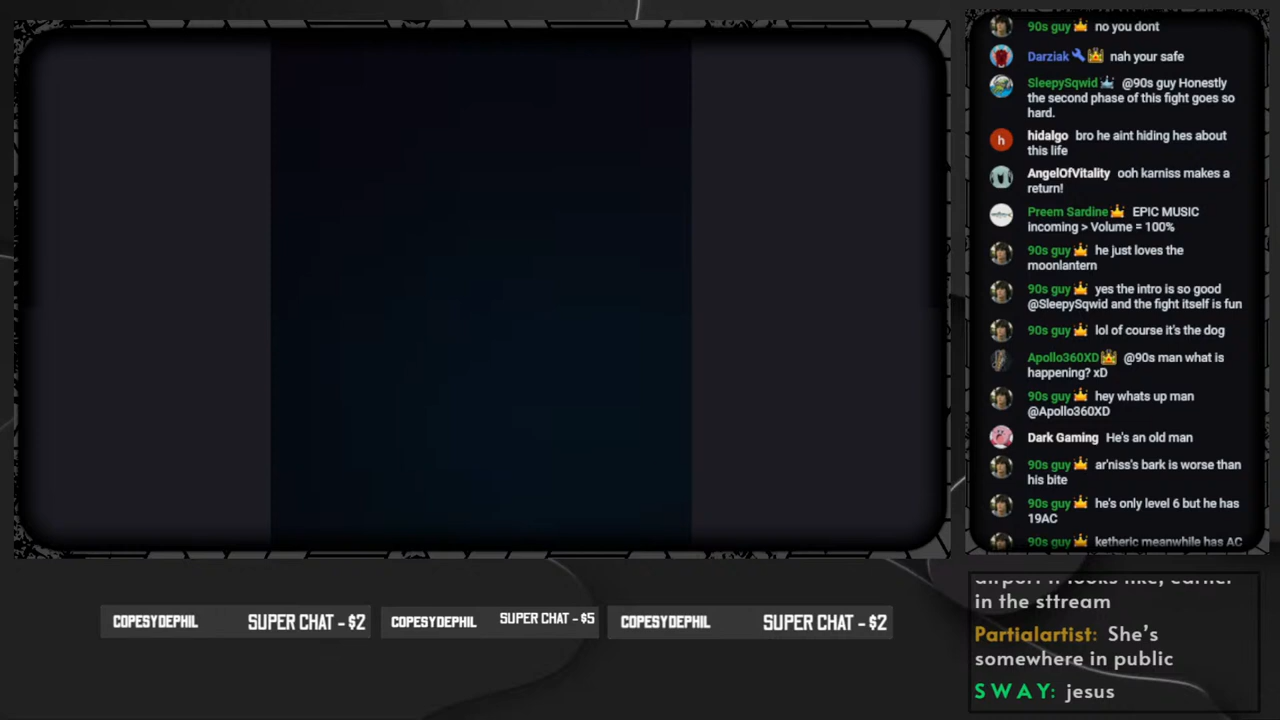 90s guy no you dont
Darziak nah your safe
SleepySqwid @90s guy Honestly
the second phase of this fight goes so
hard.
hidalgo bro he aint hiding hes about
this life
AngelOfVitality ooh karniss makes a
return!
Preem Sardine EPIC MUSIC
incoming > Volume = 100%
90s guy he just loves the
moonlantern
90s guy yes the intro is so good
@SleepySqwid and the fight itself is fun
90s guy lol of course it's the dog
Apollo360XD @90s man what is
happening? xD
90s guy hey whats up man
@Apollo360XD
Dark Gaming He's an old man
90s guy ar'niss's bark is worse than
his bite
90s guy he's only level 6 but he has
19AC
90s guy ketheric meanwhile has AC
airport it looks like, earlier
in the sttream
Partialartist: She's
somewhere in public
S W A Y: jesus
COPESYDEPHIL SUPER CHAT - $2
COPESYDEPHIL SUPER CHAT - $5
COPESYDEPHIL SUPER CHAT - $2
h